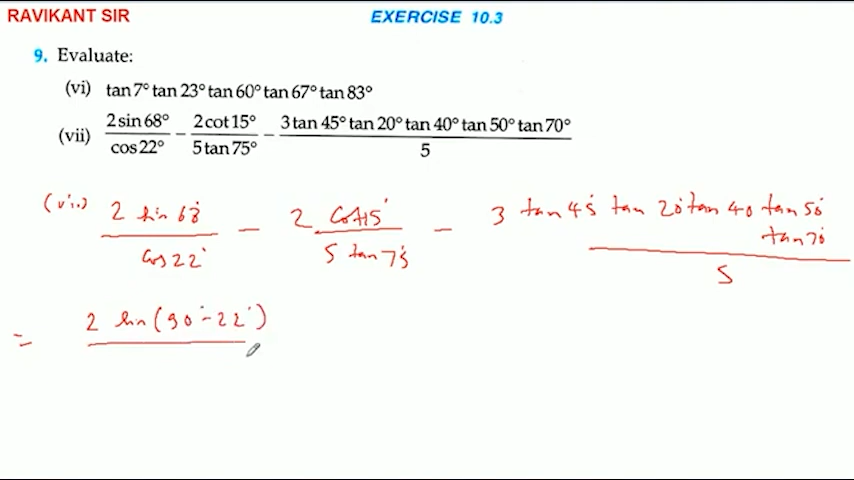 RAVIKANT SIR
EXERCISE 10.3
9. Evaluate:
(vi) tan 7° tan 23° tan 60° tan 67° tan 83°
(vii) 2 sin 68° / cos 22° − 2 cot 15° / 5 tan 75° − 3 tan 45° tan 20° tan 40° tan 50° tan 70° / 5
(vii) 2 sin 68° / cos 22° − 2 cot 15° / 5 tan 75° − 3 tan 45° tan 20° tan 40 tan 50° tan 70° / 5
= 2 sin (90° − 22°)